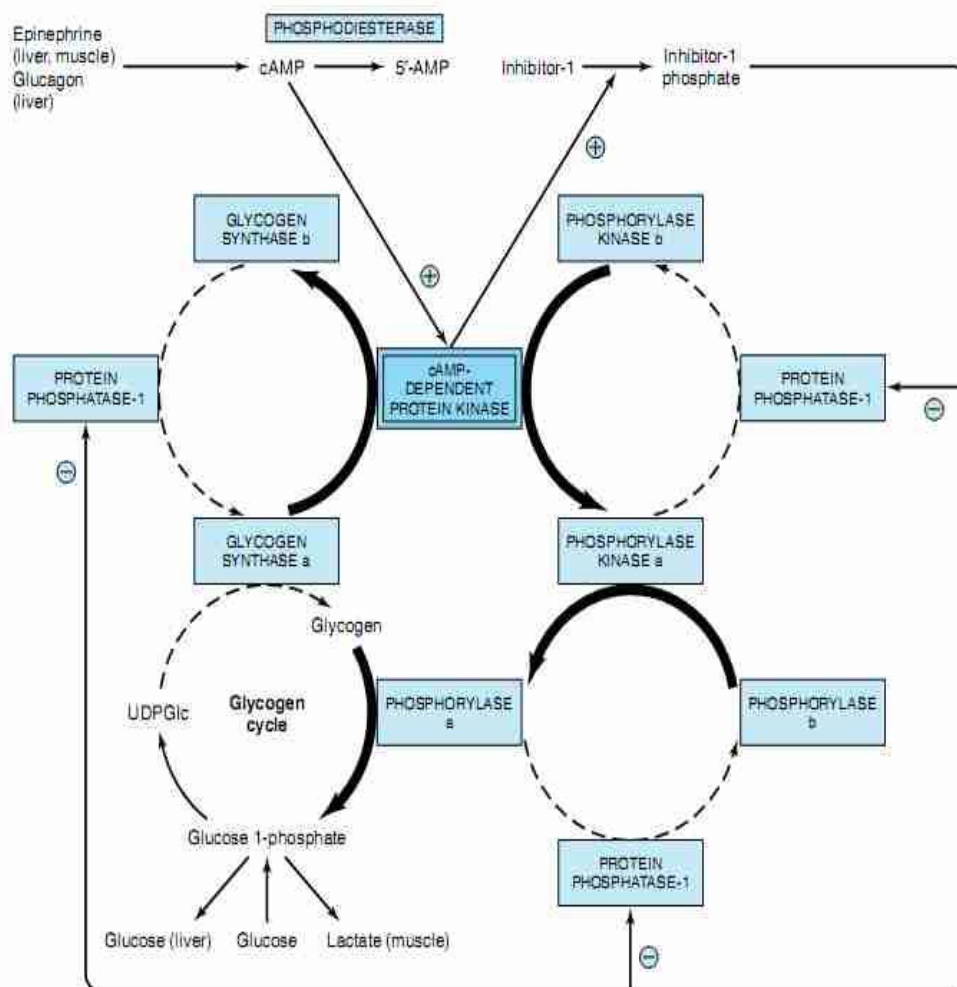 PHOSPHODIESTERASE
Epinephrine
(liver, muscle)
Glucagon
(liver)
cAMP
5′-AMP
Inhibitor-1
Inhibitor-1
phosphate
+
GLYCOGEN
SYNTHASE b
PHOSPHORYLASE
KINASE b
+
PROTEIN
PHOSPHATASE-1
cAMP-
DEPENDENT
PROTEIN KINASE
PROTEIN
PHOSPHATASE-1
−
−
GLYCOGEN
SYNTHASE a
PHOSPHORYLASE
KINASE a
Glycogen
UDPGlc
Glycogen
cycle
PHOSPHORYLASE
a
PHOSPHORYLASE
b
Glucose 1-phosphate
PROTEIN
PHOSPHATASE-1
Glucose (liver)
Glucose
Lactate (muscle)
−